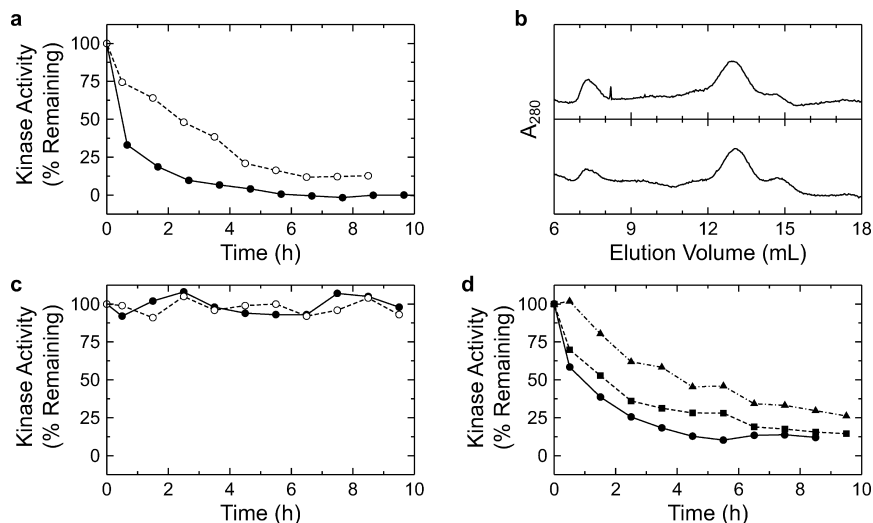 a
Kinase Activity
(% Remaining)
100
75
50
25
0
0 2 4 6 8 10
Time (h)
b
A280
6 9 12 15 18
Elution Volume (mL)
c
Kinase Activity
(% Remaining)
100
75
50
25
0
0 2 4 6 8 10
Time (h)
d
Kinase Activity
(% Remaining)
100
75
50
25
0
0 2 4 6 8 10
Time (h)